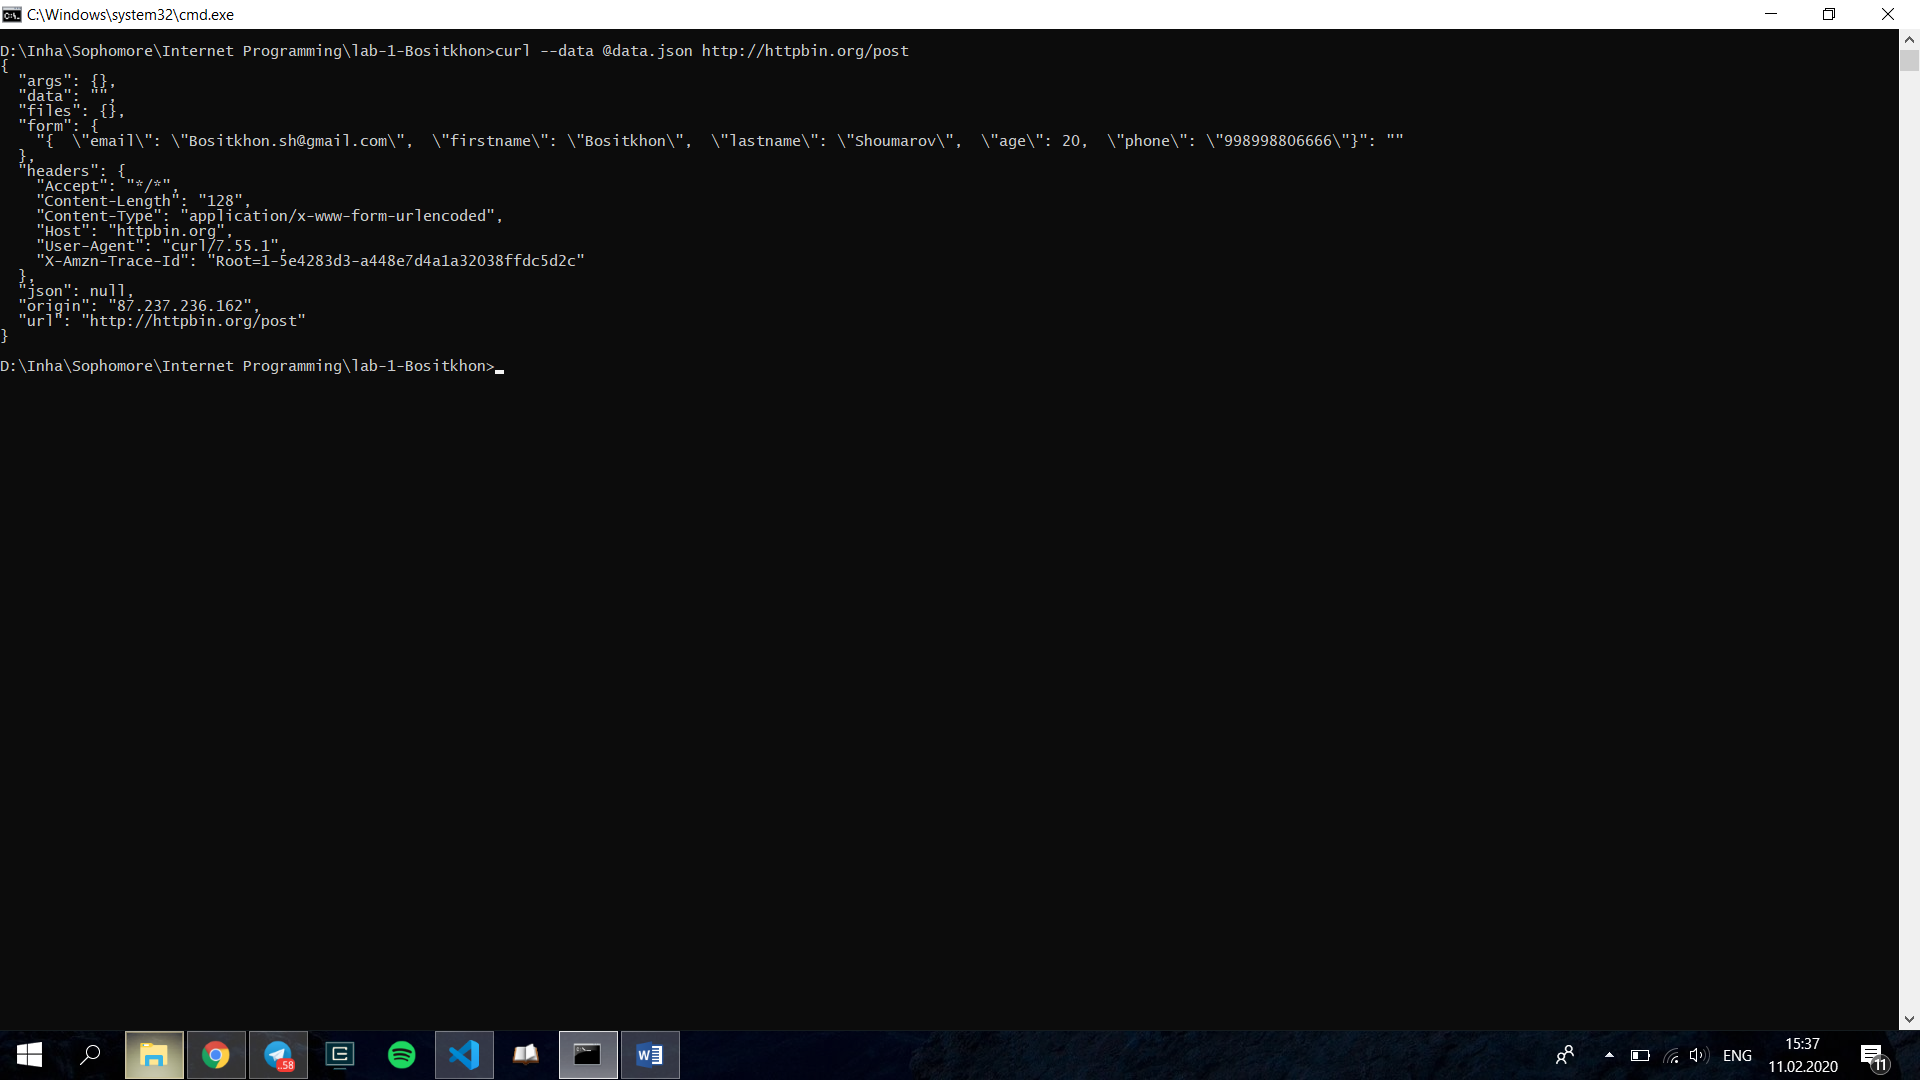 C:\Windows\system32\cmd.exe
D:\Inha\Sophomore\Internet Programming\lab-1-Bositkhon>curl --data @data.json http://httpbin.org/post
{
  "args": {},
  "data": "",
  "files": {},
  "form": {
    "{  \"email\": \"Bositkhon.sh@gmail.com\",  \"firstname\": \"Bositkhon\",  \"lastname\": \"Shoumarov\",  \"age\": 20,  \"phone\": \"998998806666\"}": ""
  },
  "headers": {
    "Accept": "*/*",
    "Content-Length": "128",
    "Content-Type": "application/x-www-form-urlencoded",
    "Host": "httpbin.org",
    "User-Agent": "curl/7.55.1",
    "X-Amzn-Trace-Id": "Root=1-5e4283d3-a448e7d4a1a32038ffdc5d2c"
  },
  "json": null,
  "origin": "87.237.236.162",
  "url": "http://httpbin.org/post"
}
D:\Inha\Sophomore\Internet Programming\lab-1-Bositkhon>
..58
ENG
15:37
11.02.2020
11